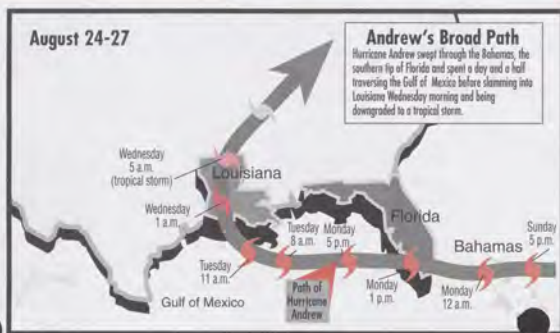 August 24-27
Andrew's Broad Path
Hurricane Andrew swept through the Bahamas, the
southern tip of Florida and spent a day and a half
traversing the Gulf of Mexico before slamming into
Louisiana Wednesday morning and being
downgraded to a tropical storm.
Wednesday
5 a.m.
(tropical storm)
Louisiana
Wednesday
1 a.m.
Tuesday
11 a.m.
Tuesday
8 a.m.
Monday
5 p.m.
Florida
Monday
1 p.m.
Bahamas
Monday
12 a.m.
Sunday
5 p.m.
Gulf of Mexico
Path of
Hurricane
Andrew